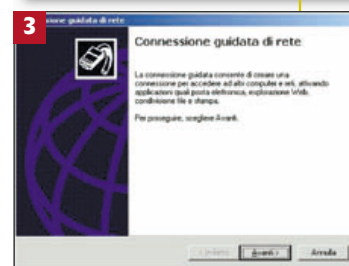 3
sione guidata di rete
Connessione guidata di rete
La connessione guidata consente di creare una
connessione per accedere ad altri computer e reti, attivando
applicazioni quali posta elettronica, esplorazione Web,
condivisione file e stampa.
Per proseguire, scegliere Avanti.
< Indietro Avanti > Annulla